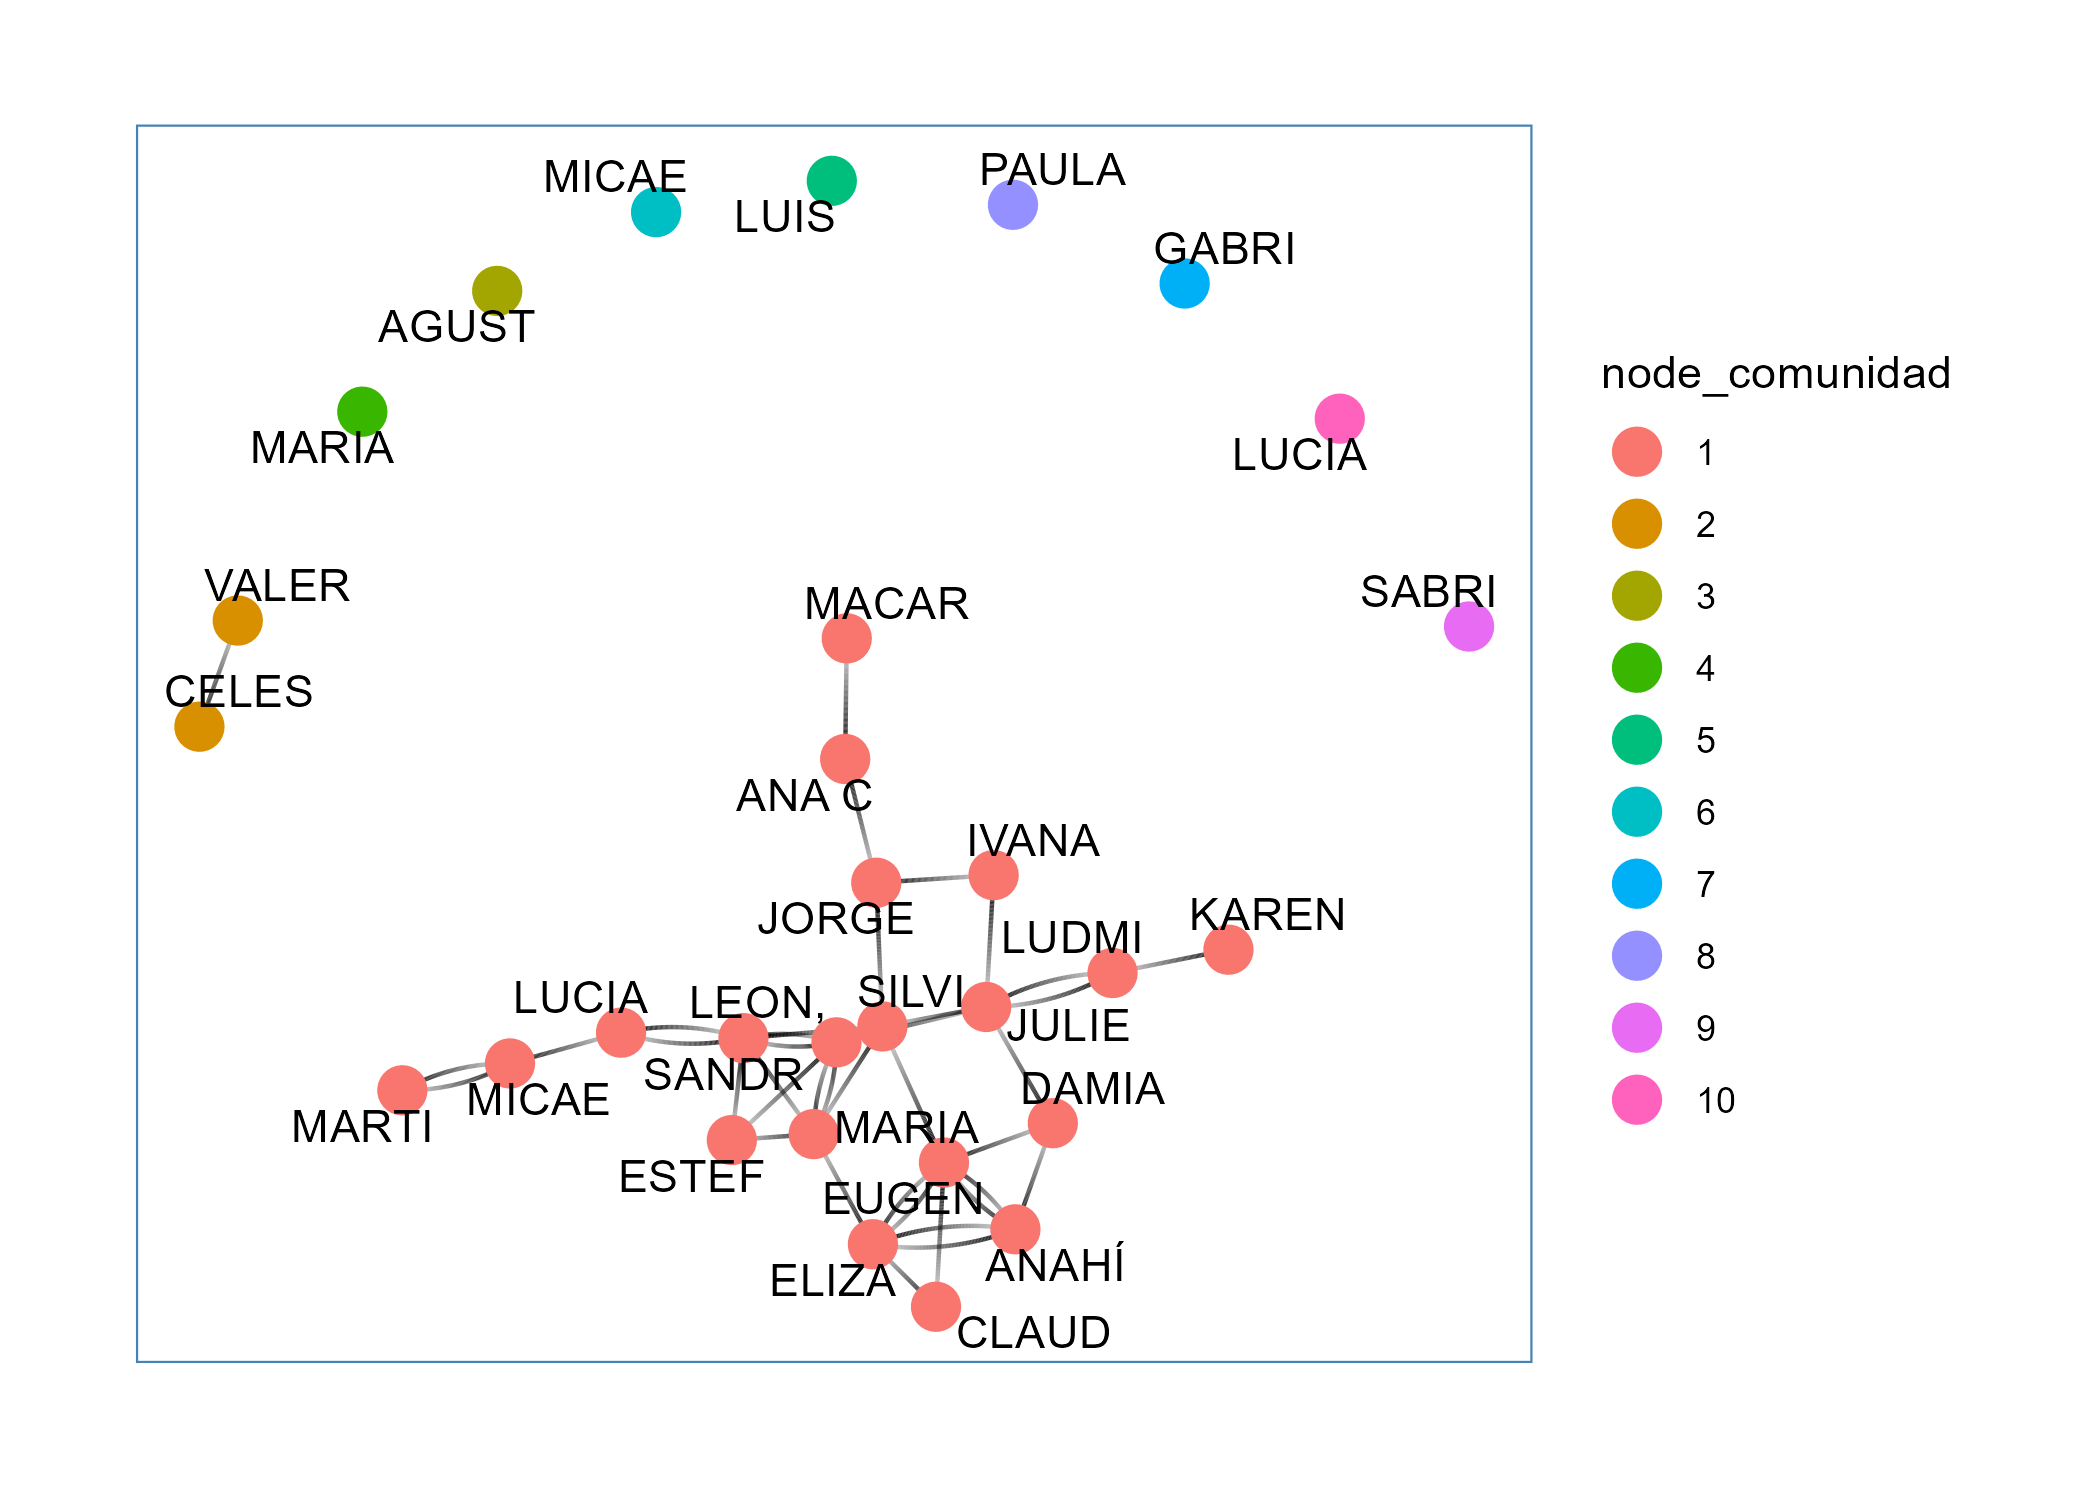 MICAE
LUIS
PAULA
GABRI
AGUST
MARIA
LUCIA
VALER
CELES
SABRI
MACAR
ANA C
IVANA
JORGE
LUDMI
KAREN
LUCIA
LEON,
SILVI
JULIE
SANDR
MICAE
MARTI
DAMIA
MARIA
ESTEF
EUGEN
ELIZA
ANAHÍ
CLAUD
node_comunidad
1
2
3
4
5
6
7
8
9
10